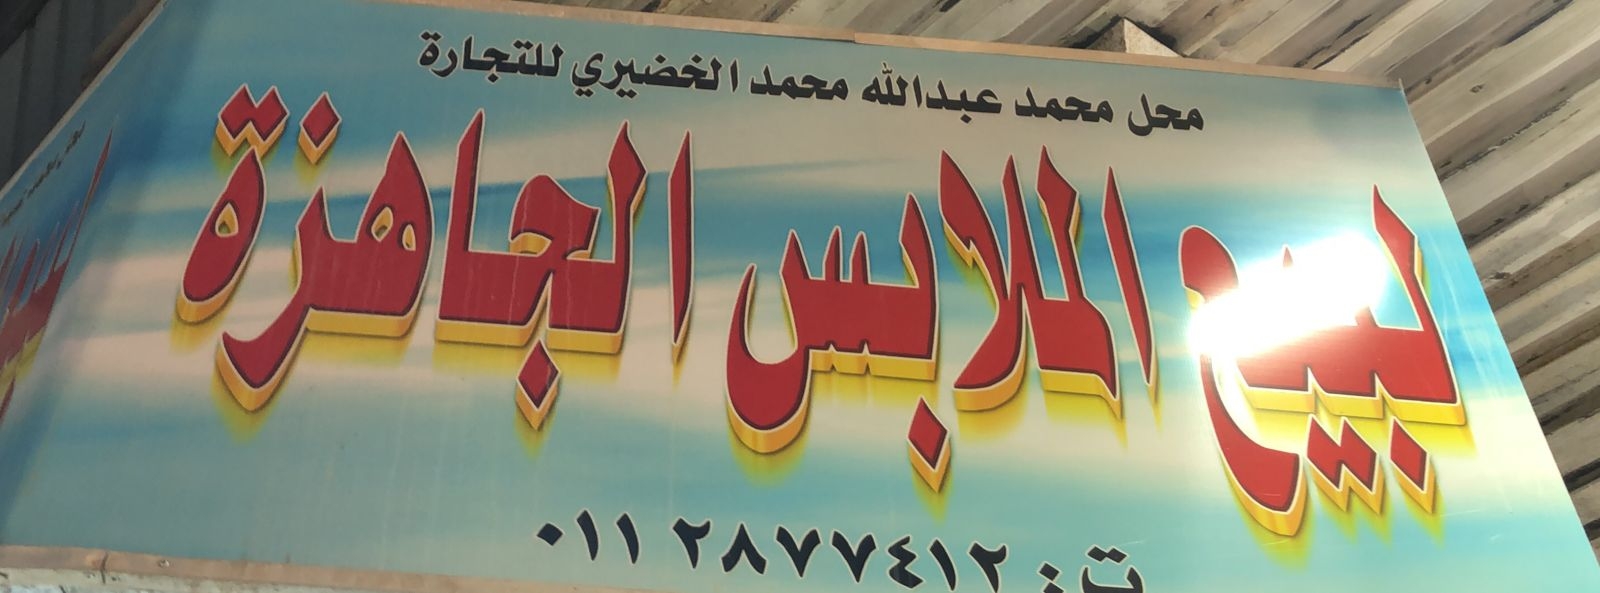 محل محمد عبدالله محمد الخضيري للتجارة
بيع الملابس الجاهزة
ت: ٠١١ ٢٨٧٧٤١٢